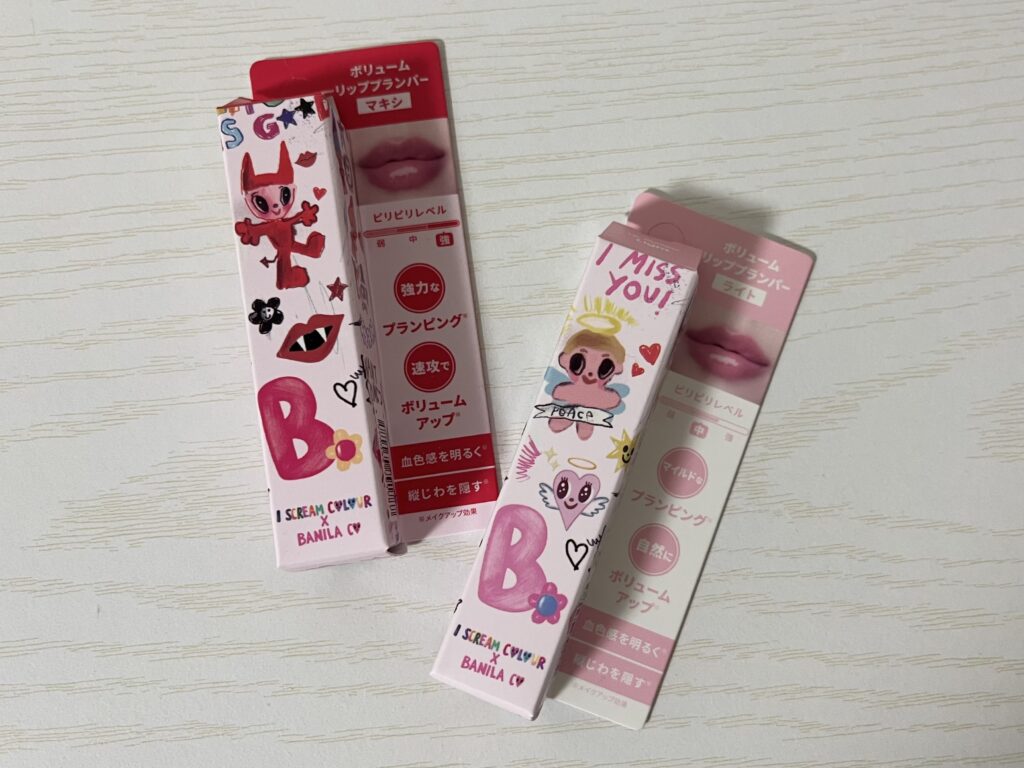 ボリューム
ーリッププランパー
マキシ
SG
ピリピリレベル
弱 中 強
強力な
プランピング※
速攻で
ボリューム
アップ※
血色感を明るく※
縦じわを隠す※
※メイクアップ効果
B
I SCREAM COLOUR
X
BANILA CO
ボリューム
リッププランパー
ライト
I MISS
YOU!
PEACE
ピリピリレベル
弱 中 強
マイルドな
プランピング※
自然に
ボリューム
アップ※
血色感を明るく※
縦じわを隠す※
※メイクアップ効果
B
I SCREAM COLOUR
X
BANILA CO